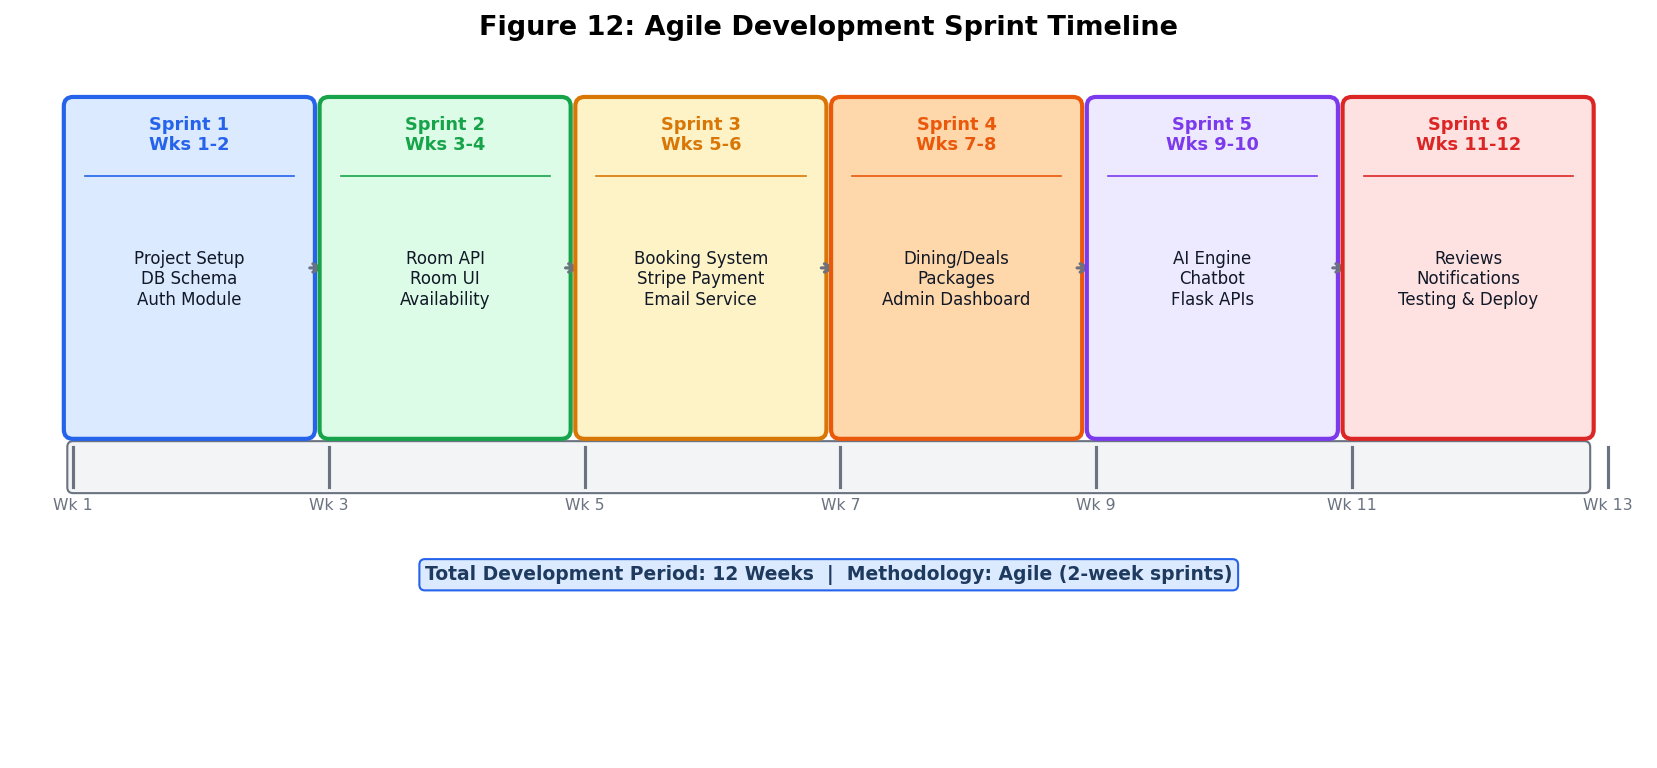 Figure 12: Agile Development Sprint Timeline
Sprint 1
Wks 1-2
Project Setup
DB Schema
Auth Module
Sprint 2
Wks 3-4
Room API
Room UI
Availability
Sprint 3
Wks 5-6
Booking System
Stripe Payment
Email Service
Sprint 4
Wks 7-8
Dining/Deals
Packages
Admin Dashboard
Sprint 5
Wks 9-10
AI Engine
Chatbot
Flask APIs
Sprint 6
Wks 11-12
Reviews
Notifications
Testing & Deploy
Wk 1
Wk 3
Wk 5
Wk 7
Wk 9
Wk 11
Wk 13
Total Development Period: 12 Weeks | Methodology: Agile (2-week sprints)